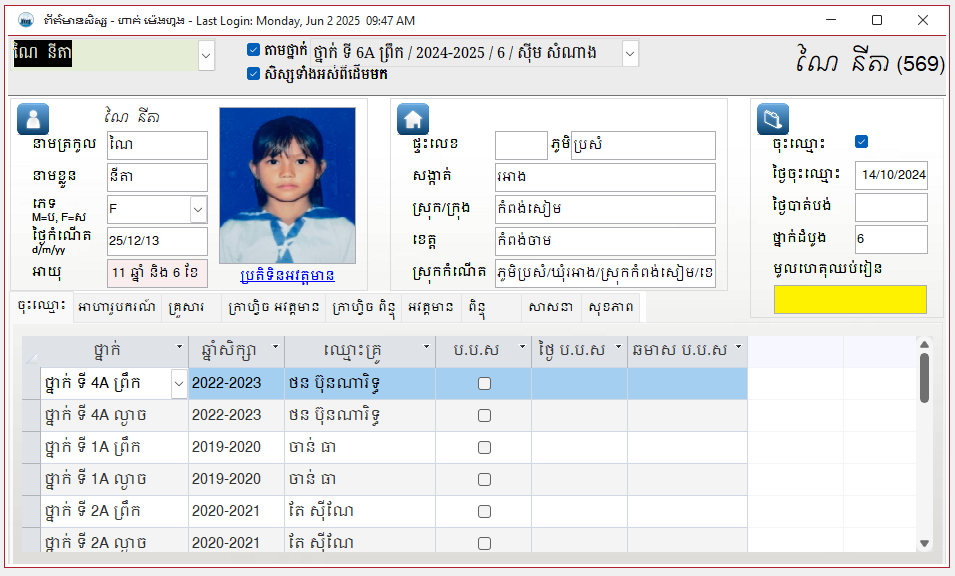 ព័ត៌មានសិស្ស - ហាក់ ម៉េងហួង - Last Login: Monday, Jun 2 2025 09:47 AM
ណៃ នីតា
តាមថ្នាក់ ថ្នាក់ ទី 6A ព្រឹក / 2024-2025 / 6 / ស៊ីម សំណាង
សិស្សទាំងអស់ពីដើមមក
ណៃ នីតា (569)
ណៃ នីតា
នាមត្រកូល ណៃ
នាមខ្លួន នីតា
ភេទ F
M=ប, F=ស
ថ្ងៃកំណើត 25/12/13
d/m/yy
អាយុ 11 ឆ្នាំ និង 6 ខែ
ប្រតិទិនអវត្តមាន
ផ្ទះលេខ ភូមិ ប្រសំ
សង្កាត់ រអាង
ស្រុក/ក្រុង កំពង់សៀម
ខេត្ត កំពង់ចាម
ស្រុកកំណើត ភូមិប្រសំ/ឃុំរអាង/ស្រុកកំពង់សៀម/ខេ
ចុះឈ្មោះ
ថ្ងៃចុះឈ្មោះ 14/10/2024
ថ្ងៃបាត់បង់
ថ្នាក់ដំបូង 6
មូលហេតុឈប់រៀន
ចុះឈ្មោះ អាហារូបករណ៍ គ្រួសារ ក្រាហ្វិច អវត្តមាន ក្រាហ្វិច ពិន្ទុ អវត្តមាន ពិន្ទុ សាសនា សុខភាព
ថ្នាក់ ឆ្នាំសិក្សា ឈ្មោះគ្រូ ប.ប.ស ថ្ងៃ ប.ប.ស ឆមាស ប.ប.ស
ថ្នាក់ ទី 4A ព្រឹក 2022-2023 ថន ប៊ុនណារិទ្ធ
ថ្នាក់ ទី 4A ល្ងាច 2022-2023 ថន ប៊ុនណារិទ្ធ
ថ្នាក់ ទី 1A ព្រឹក 2019-2020 ចាន់ ធា
ថ្នាក់ ទី 1A ល្ងាច 2019-2020 ចាន់ ធា
ថ្នាក់ ទី 2A ព្រឹក 2020-2021 តែ ស៊ីណែ
ថ្នាក់ ទី 2A ល្ងាច 2020-2021 តែ ស៊ីណែ